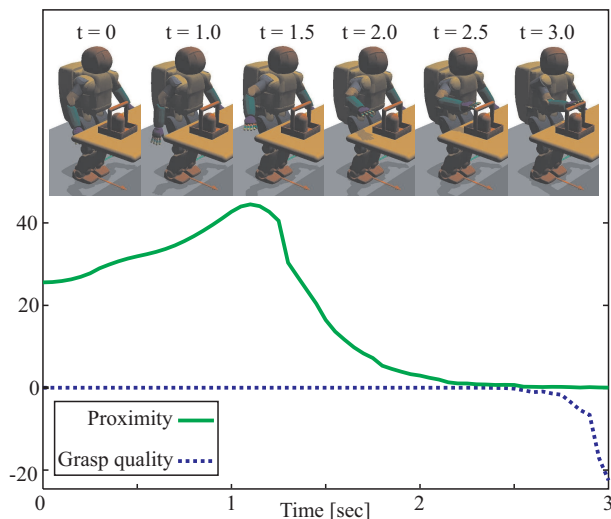 t = 0 t = 1.0 t = 1.5 t = 2.0 t = 2.5 t = 3.0
40
20
0
Proximity
Grasp quality
-20
0 1 2 3
Time [sec]